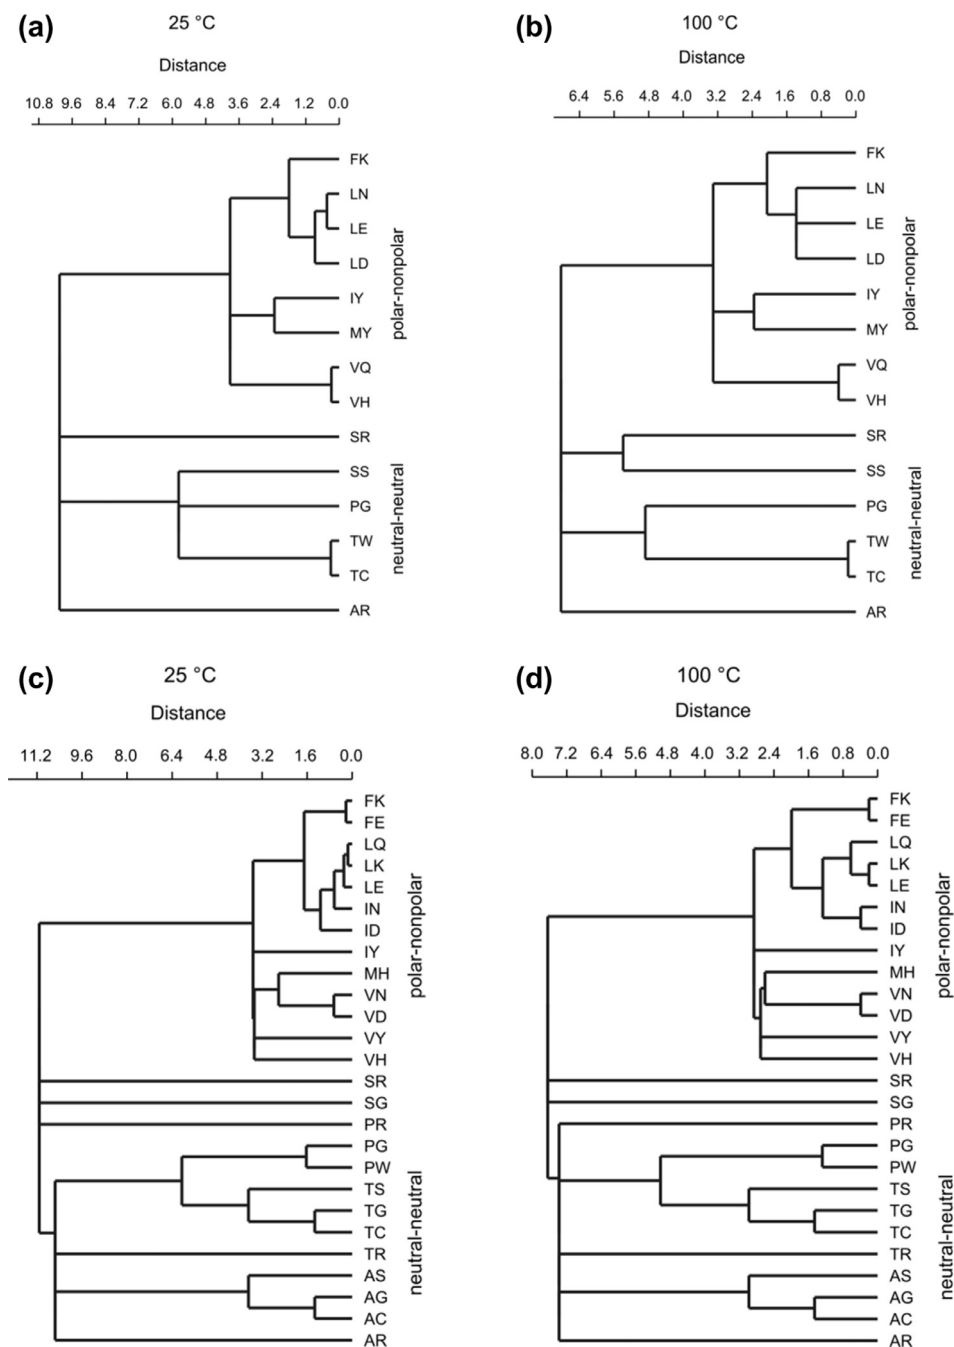 (a) 25 °C
Distance
10.8 9.6 8.4 7.2 6.0 4.8 3.6 2.4 1.2 0.0
FK
LN
LE
LD
IY
MY
VQ
VH
SR
SS
PG
TW
TC
AR
polar-nonpolar
neutral-neutral
(b) 100 °C
Distance
6.4 5.6 4.8 4.0 3.2 2.4 1.6 0.8 0.0
FK
LN
LE
LD
IY
MY
VQ
VH
SR
SS
PG
TW
TC
AR
polar-nonpolar
neutral-neutral
(c) 25 °C
Distance
11.2 9.6 8.0 6.4 4.8 3.2 1.6 0.0
FK
FE
LQ
LK
LE
IN
ID
IY
MH
VN
VD
VY
VH
SR
SG
PR
PG
PW
TS
TG
TC
TR
AS
AG
AC
AR
polar-nonpolar
neutral-neutral
(d) 100 °C
Distance
8.0 7.2 6.4 5.6 4.8 4.0 3.2 2.4 1.6 0.8 0.0
FK
FE
LQ
LK
LE
IN
ID
IY
MH
VN
VD
VY
VH
SR
SG
PR
PG
PW
TS
TG
TC
TR
AS
AG
AC
AR
polar-nonpolar
neutral-neutral